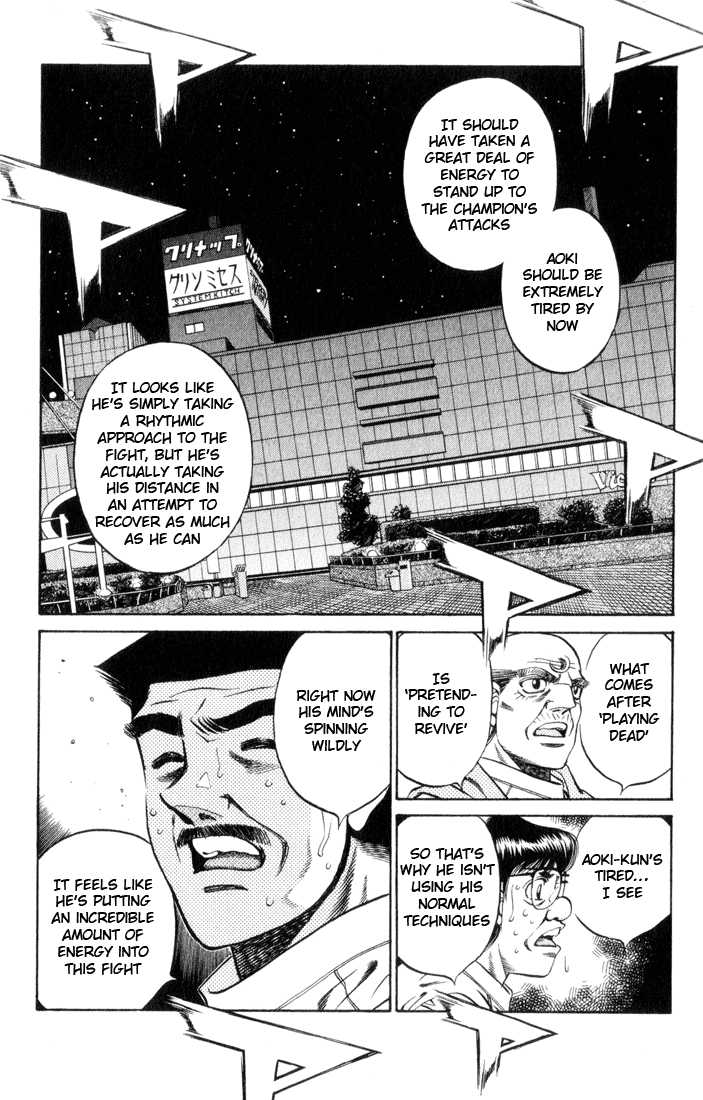 IT SHOULD
HAVE TAKEN A
GREAT DEAL OF
ENERGY TO
STAND UP TO
THE CHAMPION'S
ATTACKS
AOKI
SHOULD BE
EXTREMELY
TIRED BY
NOW
クリナップ
クリン ミセス
SYSTEM KITCH
IT LOOKS LIKE
HE'S SIMPLY TAKING
A RHYTHMIC
APPROACH TO THE
FIGHT, BUT HE'S
ACTUALLY TAKING
HIS DISTANCE IN
AN ATTEMPT TO
RECOVER AS MUCH
AS HE CAN
Vis
WHAT
COMES
AFTER
'PLAYING
DEAD'
IS
'PRETEND-
ING TO
REVIVE'
RIGHT NOW
HIS MIND'S
SPINNING
WILDLY
IT FEELS LIKE
HE'S PUTTING
AN INCREDIBLE
AMOUNT OF
ENERGY INTO
THIS FIGHT
AOKI-KUN'S
TIRED...
I SEE
SO THAT'S
WHY HE ISN'T
USING HIS
NORMAL
TECHNIQUES